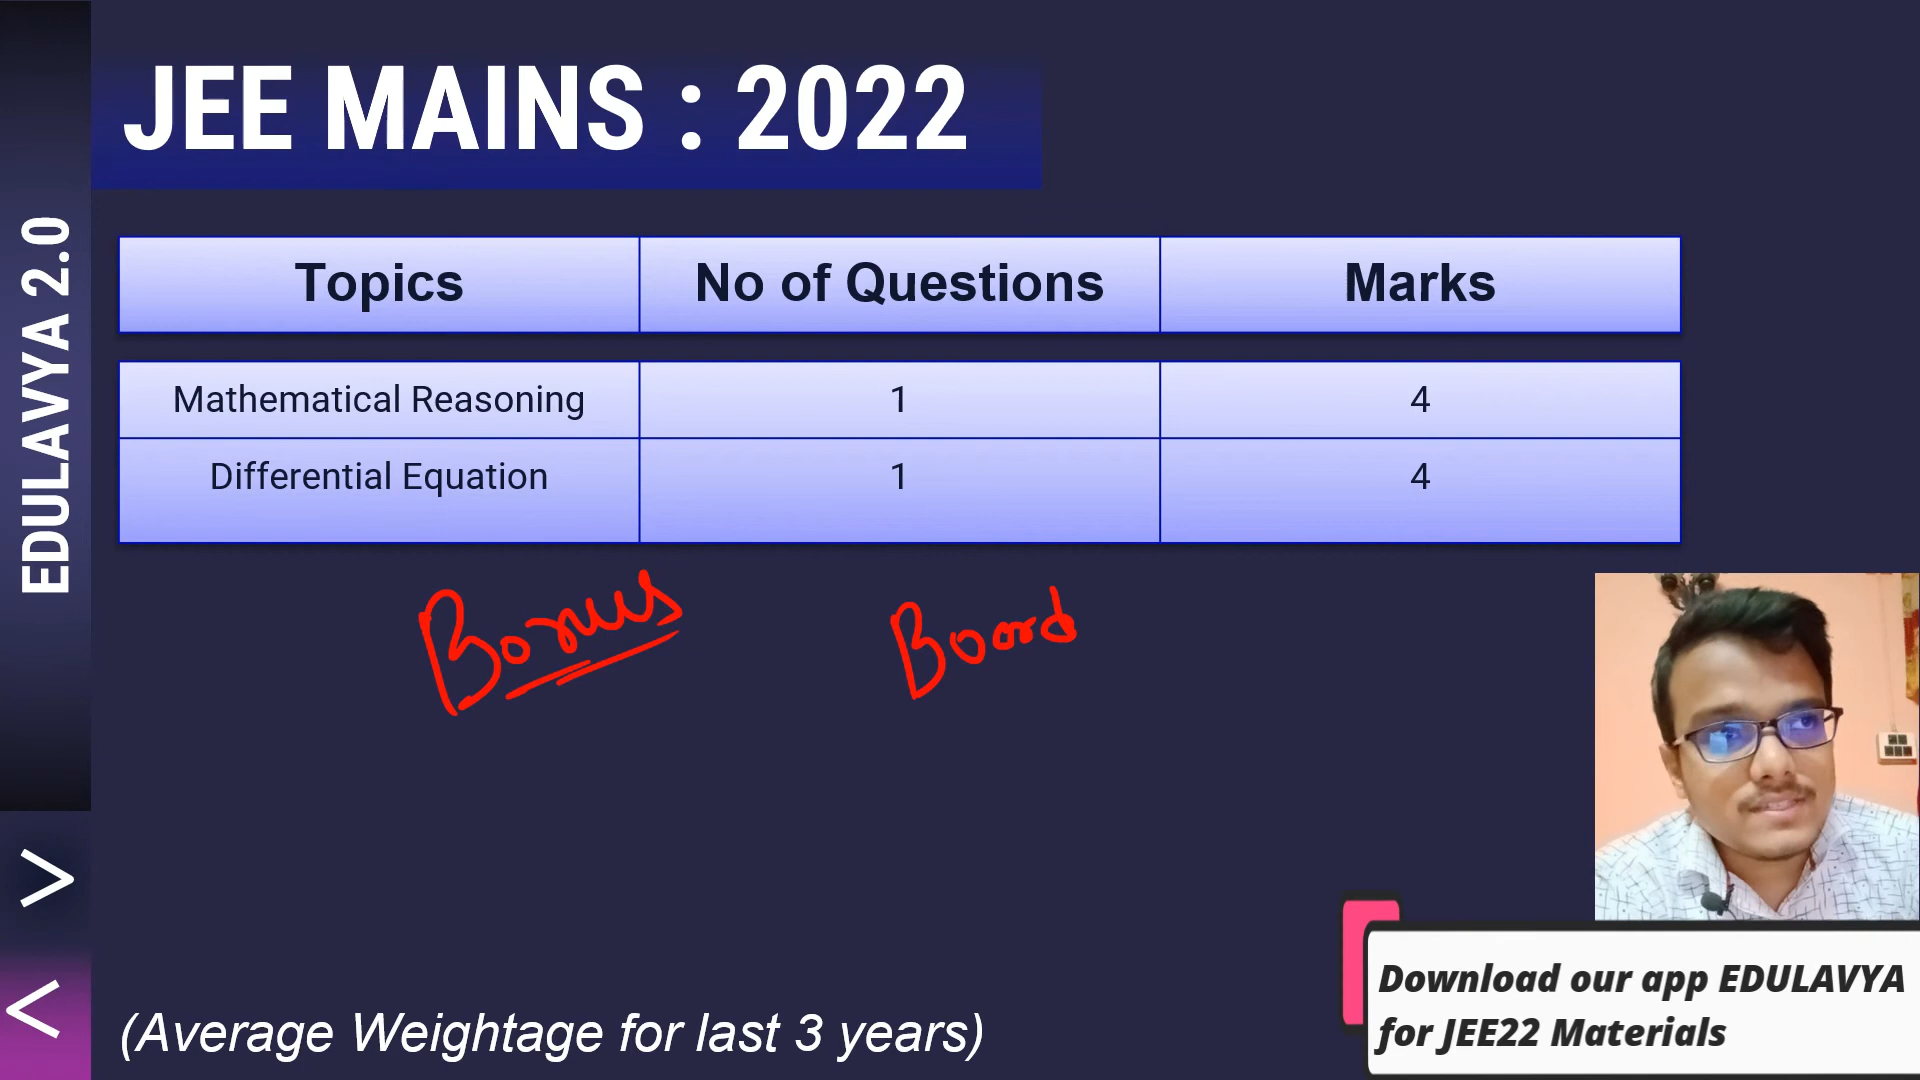 JEE MAINS : 2022
EDULAVYA 2.0
Topics No of Questions Marks
Mathematical Reasoning 1 4
Differential Equation 1 4
Bonus Board
(Average Weightage for last 3 years)
Download our app EDULAVYA
for JEE22 Materials